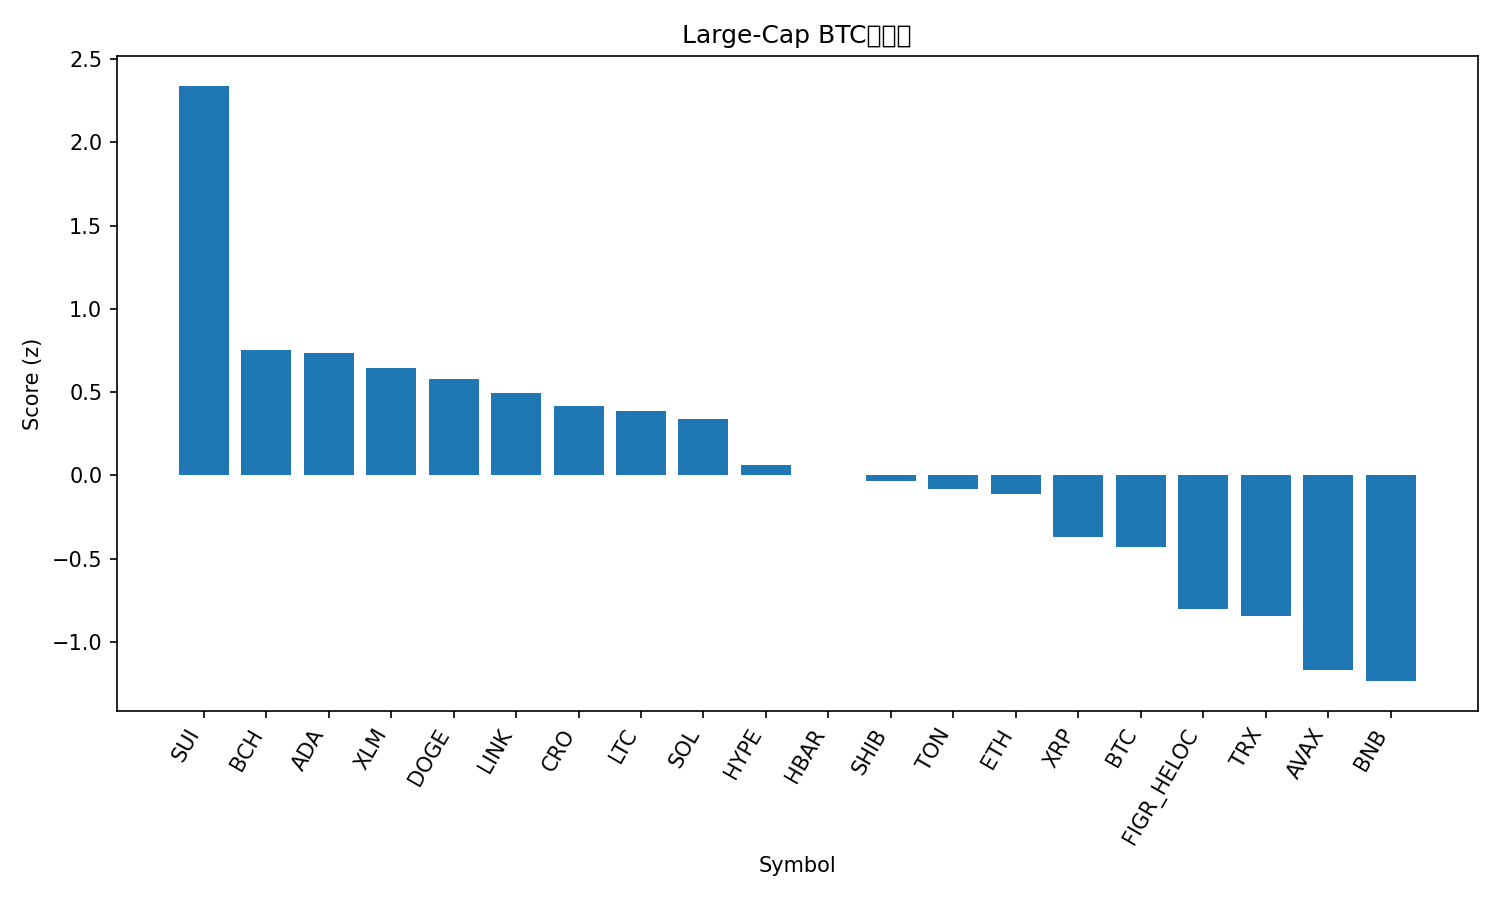 Large-Cap BTC
2.5
2.0
1.5
1.0
0.5
0.0
−0.5
−1.0
Score (z)
SUI
BCH
ADA
XLM
DOGE
LINK
CRO
LTC
SOL
HYPE
HBAR
SHIB
TON
ETH
XRP
BTC
FIGR_HELOC
TRX
AVAX
BNB
Symbol